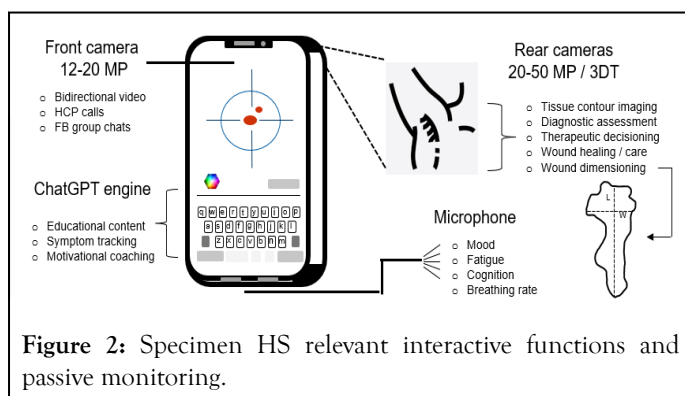 Front camera
12-20 MP
o Bidirectional video
o HCP calls
o FB group chats
ChatGPT engine
o Educational content
o Symptom tracking
o Motivational coaching
q w e r t y u i o p
a s d f g h j k l
z x c v b n m
Rear cameras
20-50 MP / 3DT
o Tissue contour imaging
o Diagnostic assessment
o Therapeutic decisioning
o Wound healing / care
o Wound dimensioning
L
W
Microphone
o Mood
o Fatigue
o Cognition
o Breathing rate
Figure 2: Specimen HS relevant interactive functions and
passive monitoring.